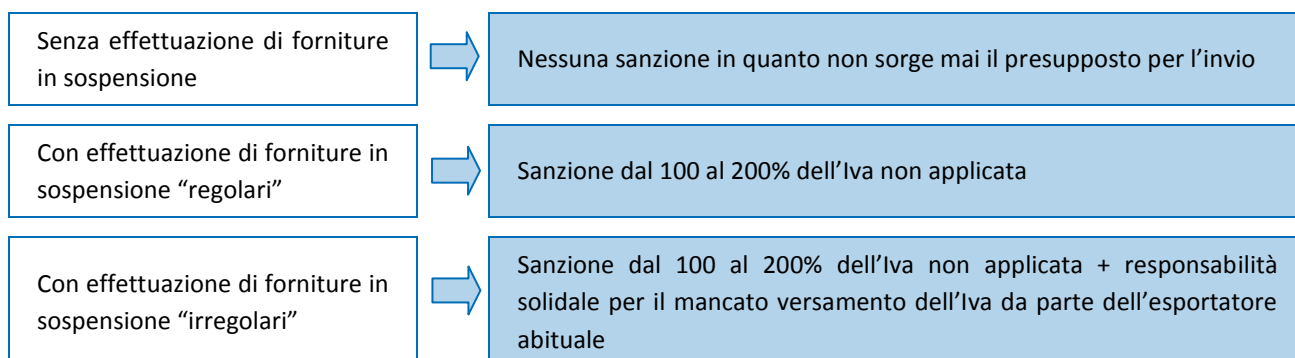 Senza effettuazione di forniture
in sospensione
Nessuna sanzione in quanto non sorge mai il presupposto per l’invio
Con effettuazione di forniture in
sospensione “regolari”
Sanzione dal 100 al 200% dell’Iva non applicata
Con effettuazione di forniture in
sospensione “irregolari”
Sanzione dal 100 al 200% dell’Iva non applicata + responsabilità
solidale per il mancato versamento dell’Iva da parte dell’esportatore
abituale